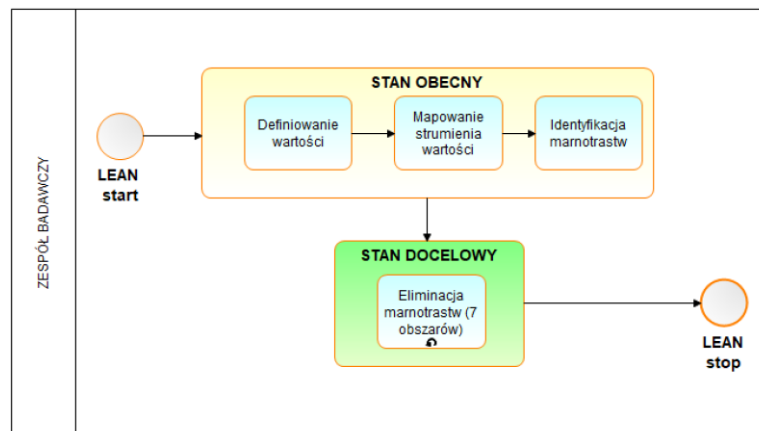 ZESPÓŁ BADAWCZY
LEAN
start
STAN OBECNY
Definiowanie
wartości
Mapowanie
strumienia
wartości
Identyfikacja
marnotrastw
STAN DOCELOWY
Eliminacja
marnotrastw (7
obszarów)
LEAN
stop